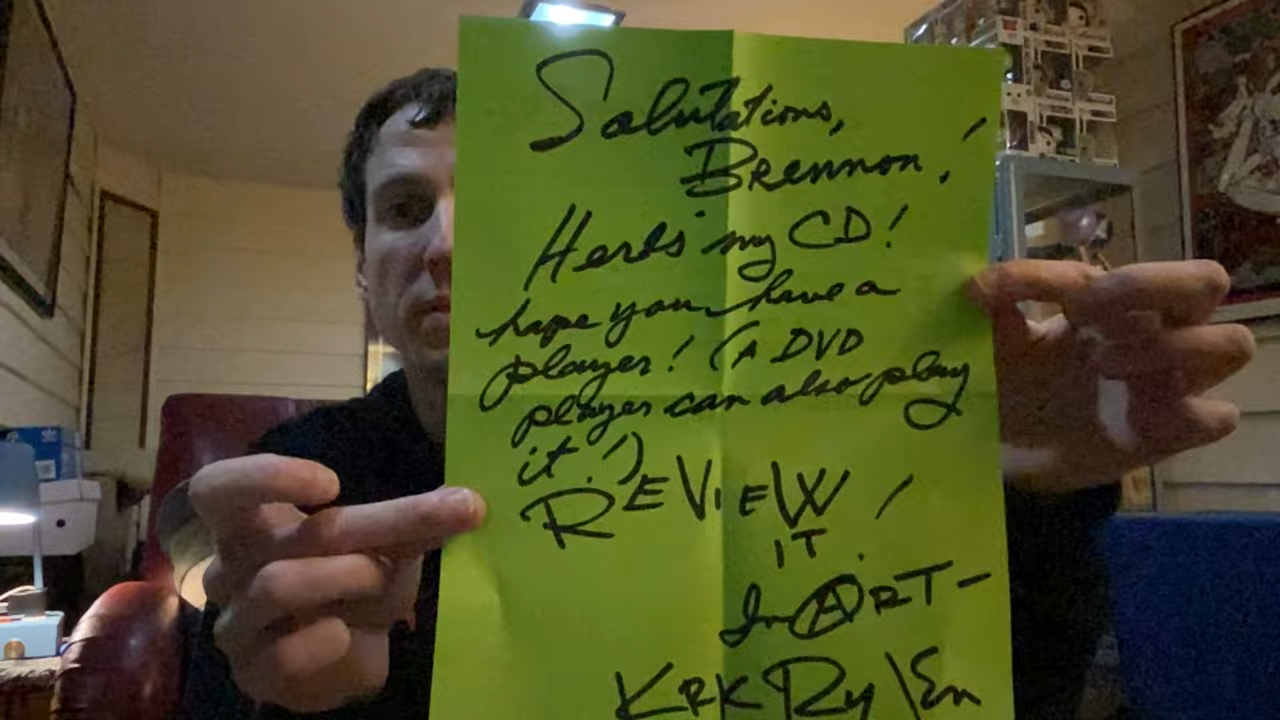 Salutations,
Brennon!
Here's my CD!
hope you have a
player! (A DVD
player can also play
it!)
REVIEW
IT!
In ART-